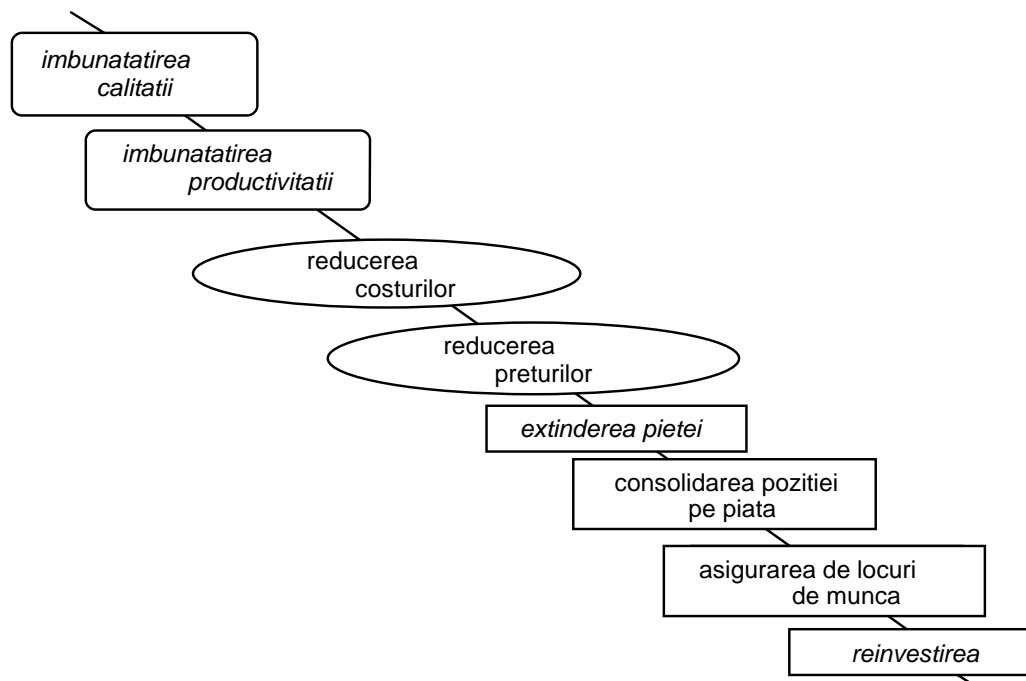 imbunatatirea
calitatii
imbunatatirea
productivitatii
reducerea
costurilor
reducerea
preturilor
extinderea pietei
consolidarea pozitiei
pe piata
asigurarea de locuri
de munca
reinvestirea